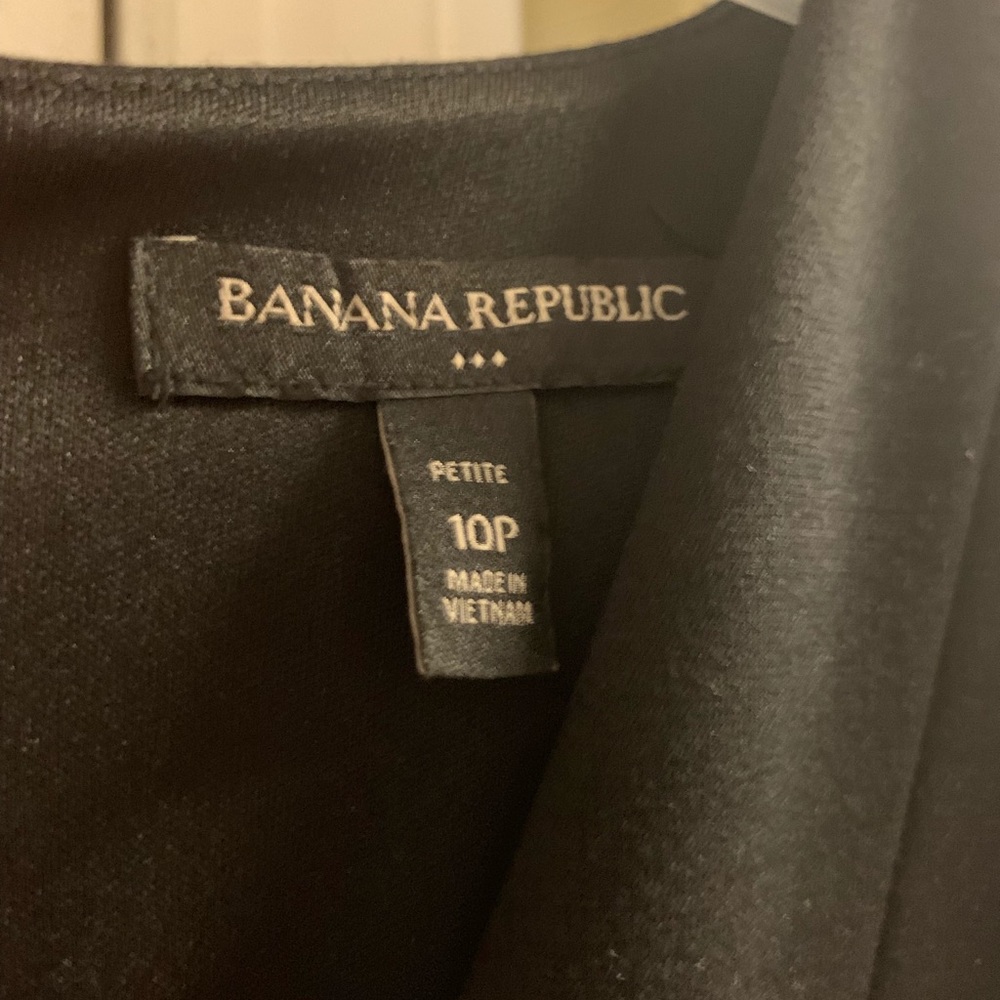 BANANA REPUBLIC
PETITE
10P
MADE IN
VIETNAM